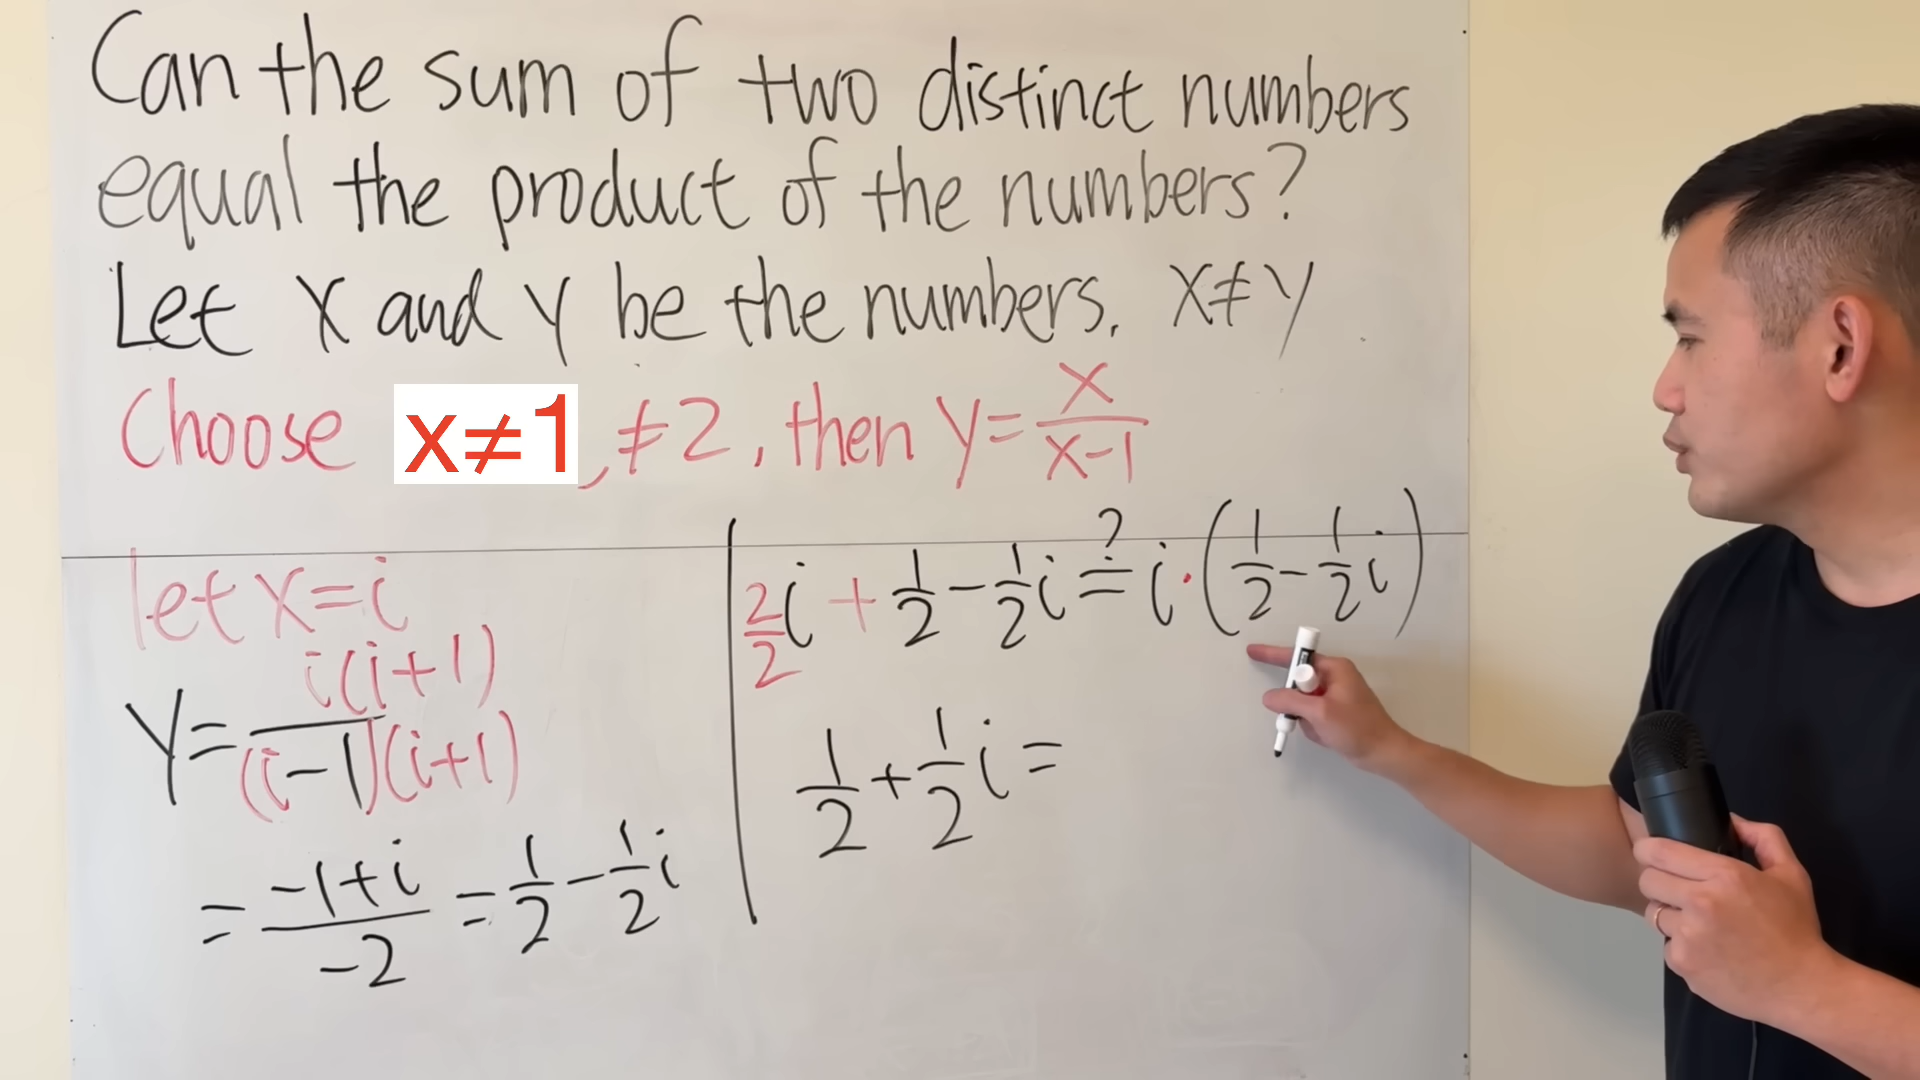 Can the sum of two distinct numbers
equal the product of the numbers?
Let x and y be the numbers. x≠y
Choose x≠1, ≠2, then y = x/(x-1)
let x=i
y = i(i+1)/((i-1)(i+1))
= (-1+i)/(-2) = 1/2 - 1/2 i
2/2 i + 1/2 - 1/2 i ?= i·(1/2 - 1/2 i)
1/2 + 1/2 i =